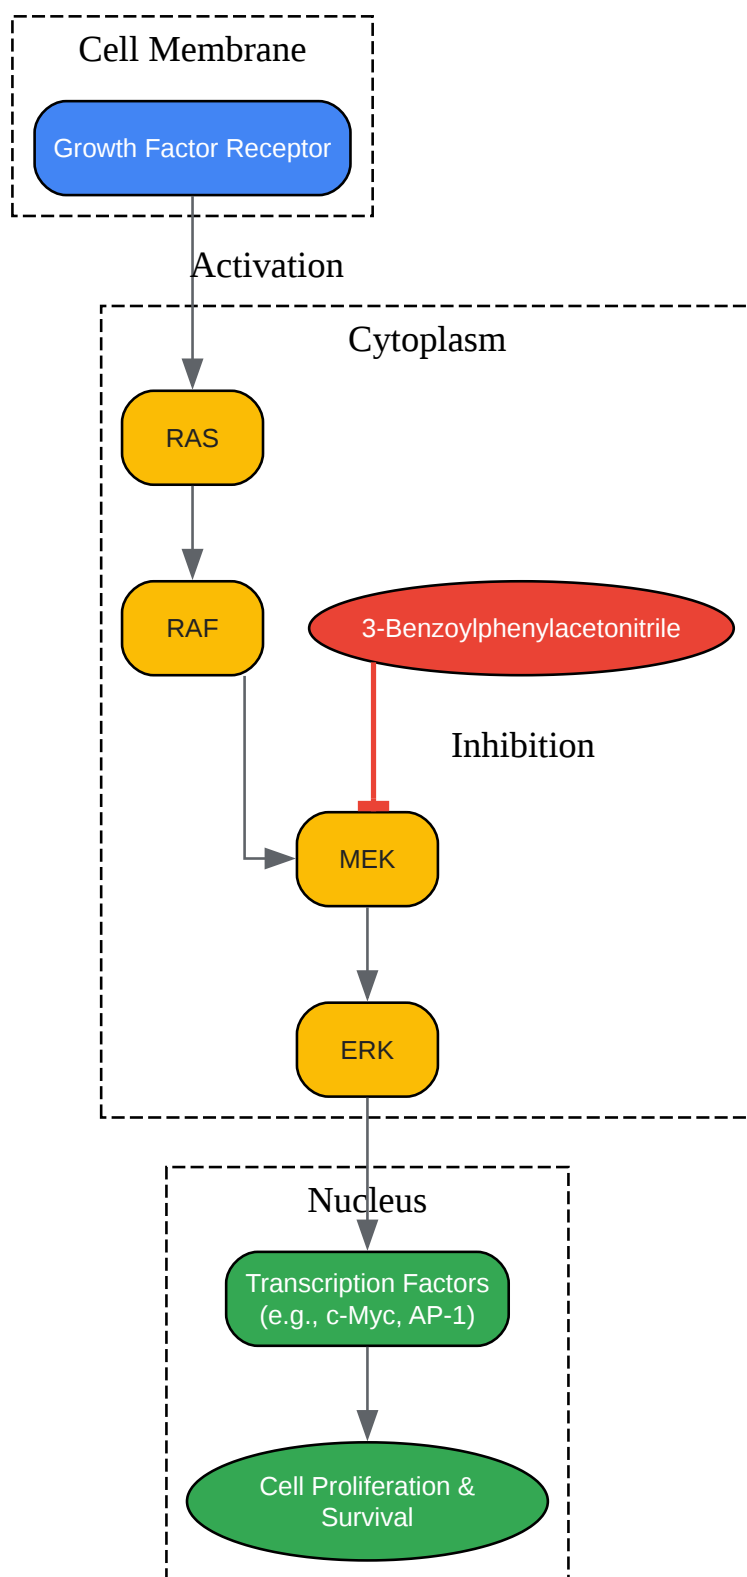 Cell Membrane
Growth Factor Receptor
Activation
Cytoplasm
RAS
RAF
3-Benzoylphenylacetonitrile
Inhibition
MEK
ERK
Nucleus
Transcription Factors
(e.g., c-Myc, AP-1)
Cell Proliferation &
Survival